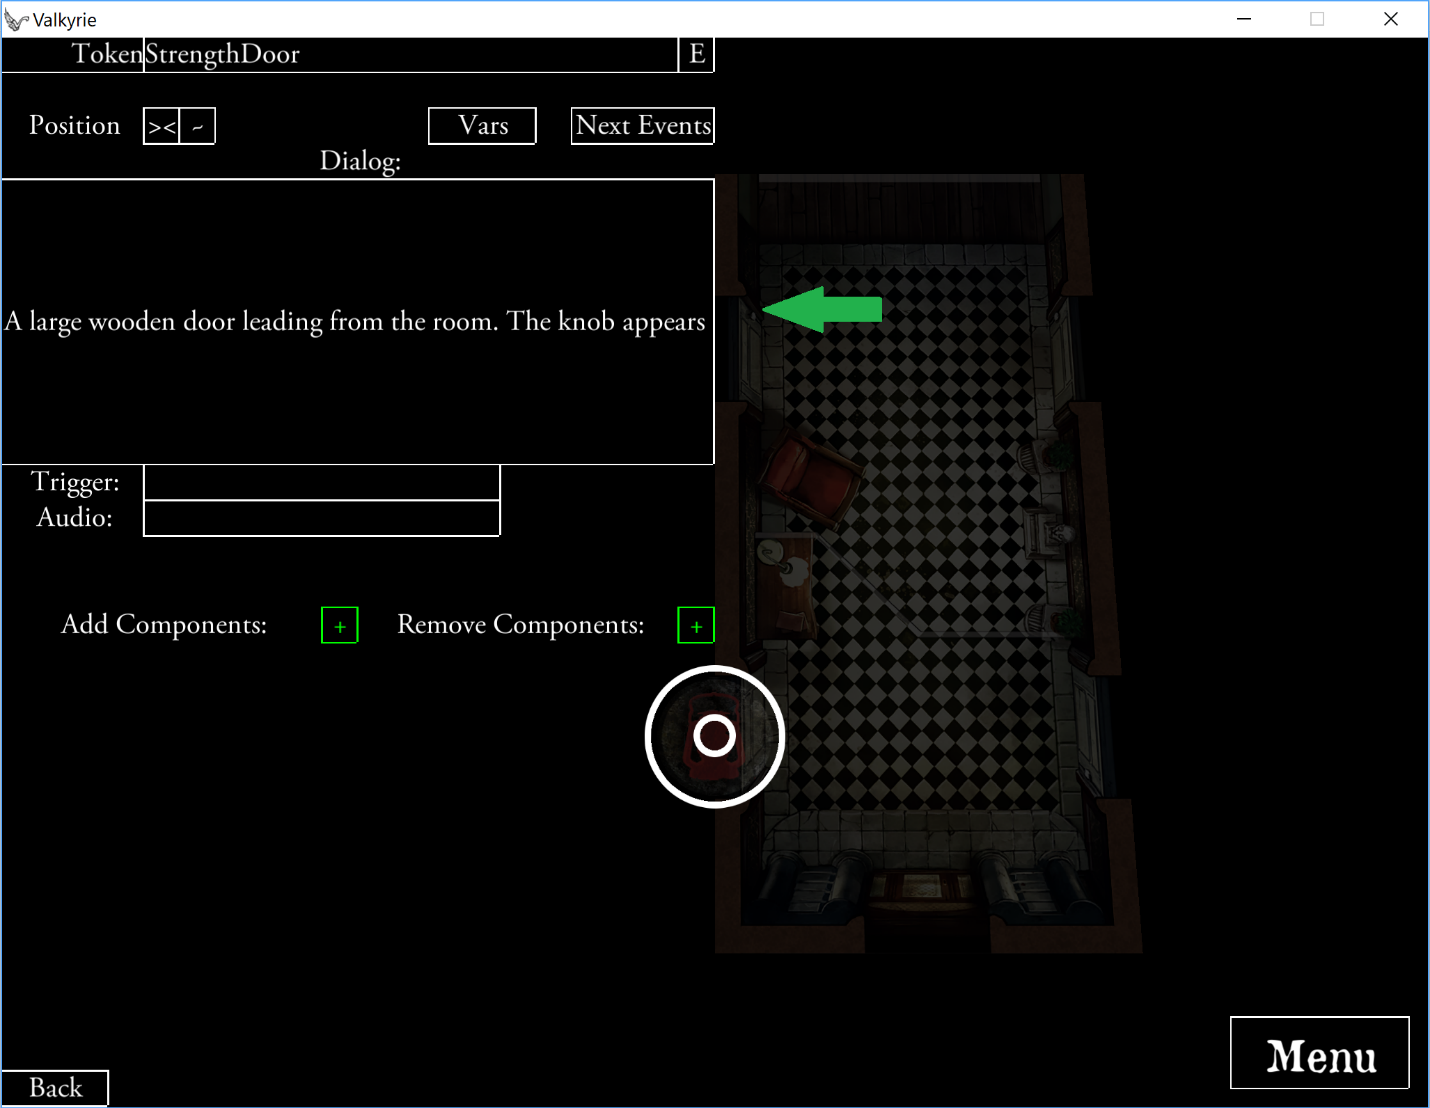 Valkyrie
Token StrengthDoor E
Position >< ~ Vars Next Events
Dialog:
A large wooden door leading from the room. The knob appears
Trigger:
Audio:
Add Components: + Remove Components: +
Menu
Back